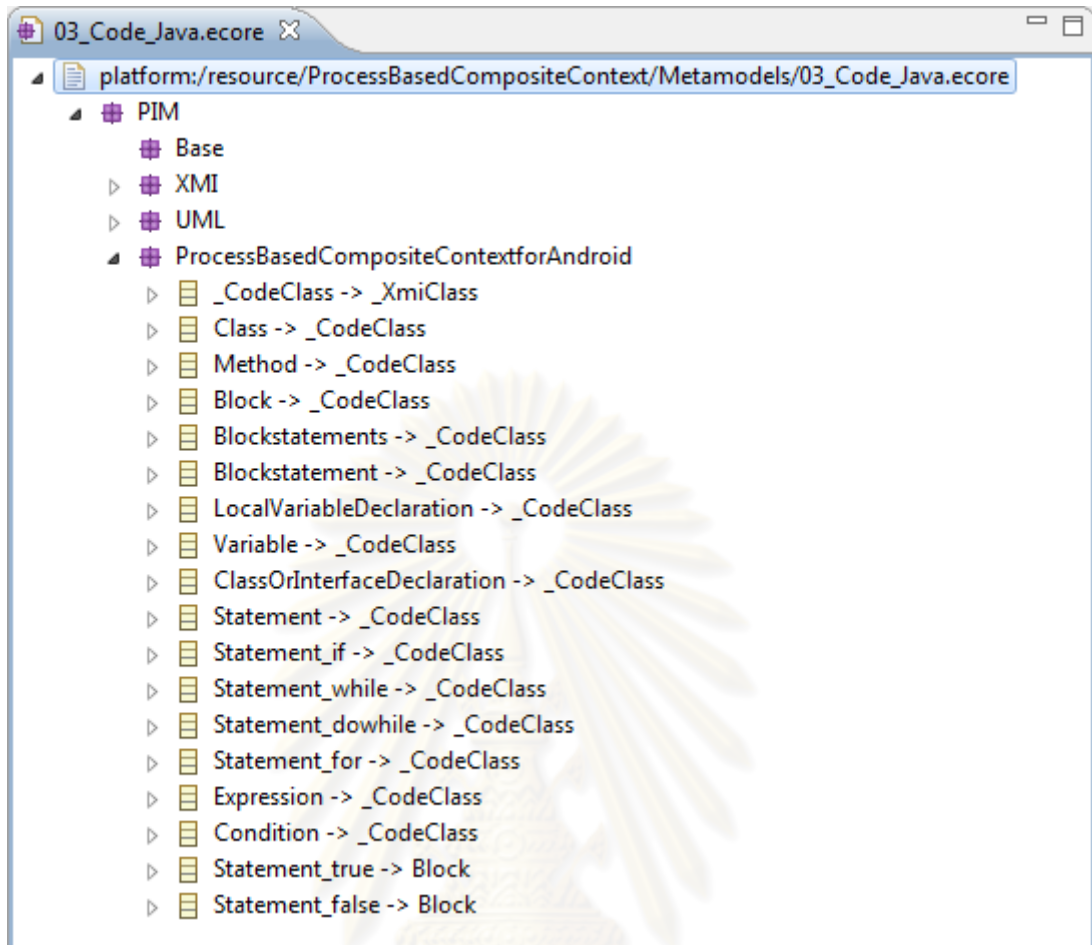 03_Code_Java.ecore
platform:/resource/ProcessBasedCompositeContext/Metamodels/03_Code_Java.ecore
PIM
Base
XMI
UML
ProcessBasedCompositeContextforAndroid
_CodeClass -> _XmiClass
Class -> _CodeClass
Method -> _CodeClass
Block -> _CodeClass
Blockstatements -> _CodeClass
Blockstatement -> _CodeClass
LocalVariableDeclaration -> _CodeClass
Variable -> _CodeClass
ClassOrInterfaceDeclaration -> _CodeClass
Statement -> _CodeClass
Statement_if -> _CodeClass
Statement_while -> _CodeClass
Statement_dowhile -> _CodeClass
Statement_for -> _CodeClass
Expression -> _CodeClass
Condition -> _CodeClass
Statement_true -> Block
Statement_false -> Block